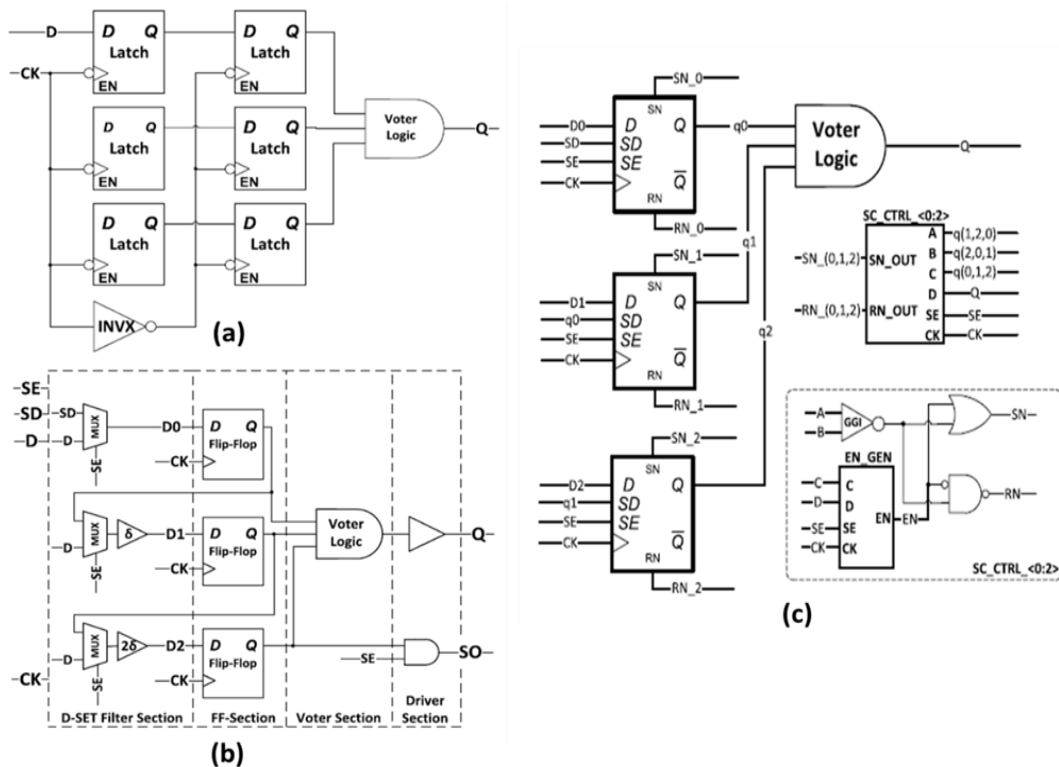 D
D Q
Latch
EN
D Q
Latch
EN
CK
D Q
Latch
EN
D Q
Latch
EN
D Q
Latch
EN
D Q
Latch
EN
Voter
Logic
Q
INVX
(a)
SE
SD
D
SD
D
MUX
SE
D0
D Q
Flip-Flop
CK
D
MUX
SE
δ
D1
D Q
Flip-Flop
CK
Voter
Logic
Q
D
MUX
SE
2δ
D2
D Q
Flip-Flop
CK
SE
SO
CK
D-SET Filter Section
FF-Section
Voter Section
Driver
Section
(b)
SN_0
D0
SD
SE
CK
SN
D Q
SD
SE
Q
RN
RN_0
q0
Voter
Logic
Q
SN_1
D1
q0
SE
CK
D Q
SD
SE
Q
RN_1
q1
SN_2
D2
q1
SE
CK
SN
D Q
SD
SE
Q
RN
RN_2
q2
SC_CTRL_<0:2>
SN_(0,1,2)
SN_OUT
RN_(0,1,2)
RN_OUT
A q(1,2,0)
B q(2,0,1)
C q(0,1,2)
D Q
SE SE
CK CK
A
B
GGI
SN
EN_GEN
C C
D D
SE SE
CK CK
EN EN
RN
SC_CTRL_<0:2>
(c)